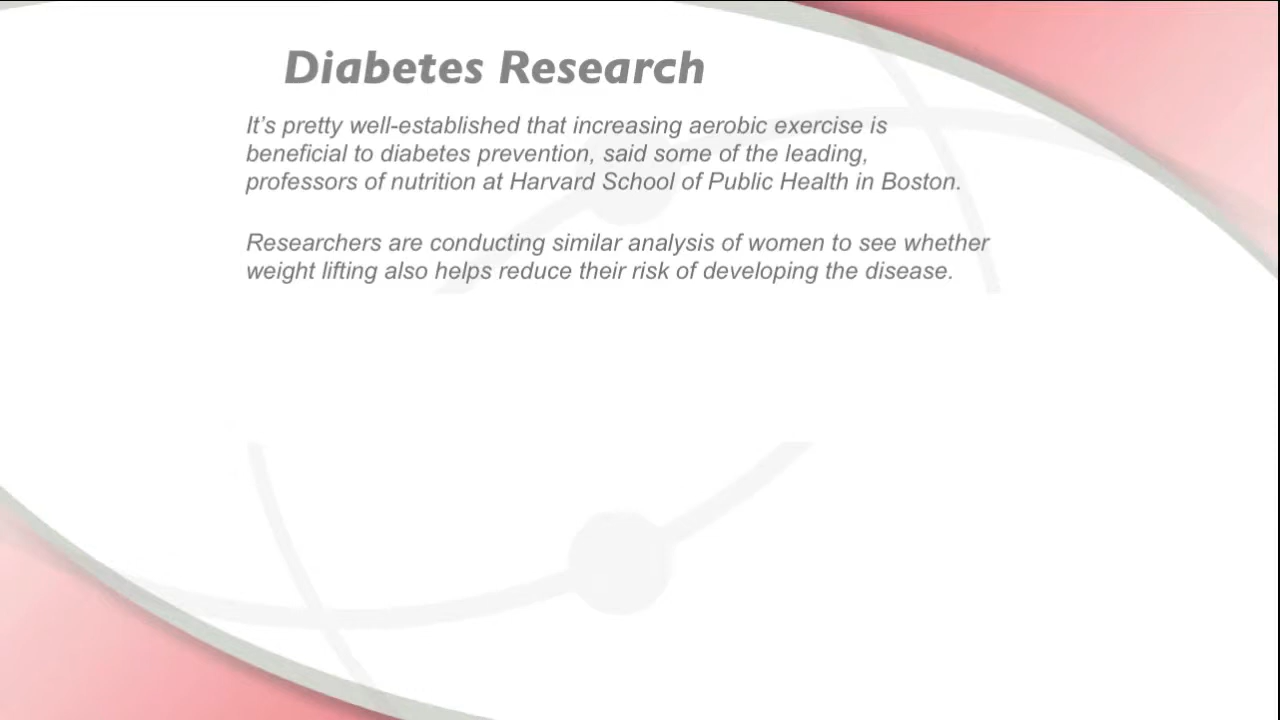 Diabetes Research
It’s pretty well-established that increasing aerobic exercise is
beneficial to diabetes prevention, said some of the leading,
professors of nutrition at Harvard School of Public Health in Boston.
Researchers are conducting similar analysis of women to see whether
weight lifting also helps reduce their risk of developing the disease.